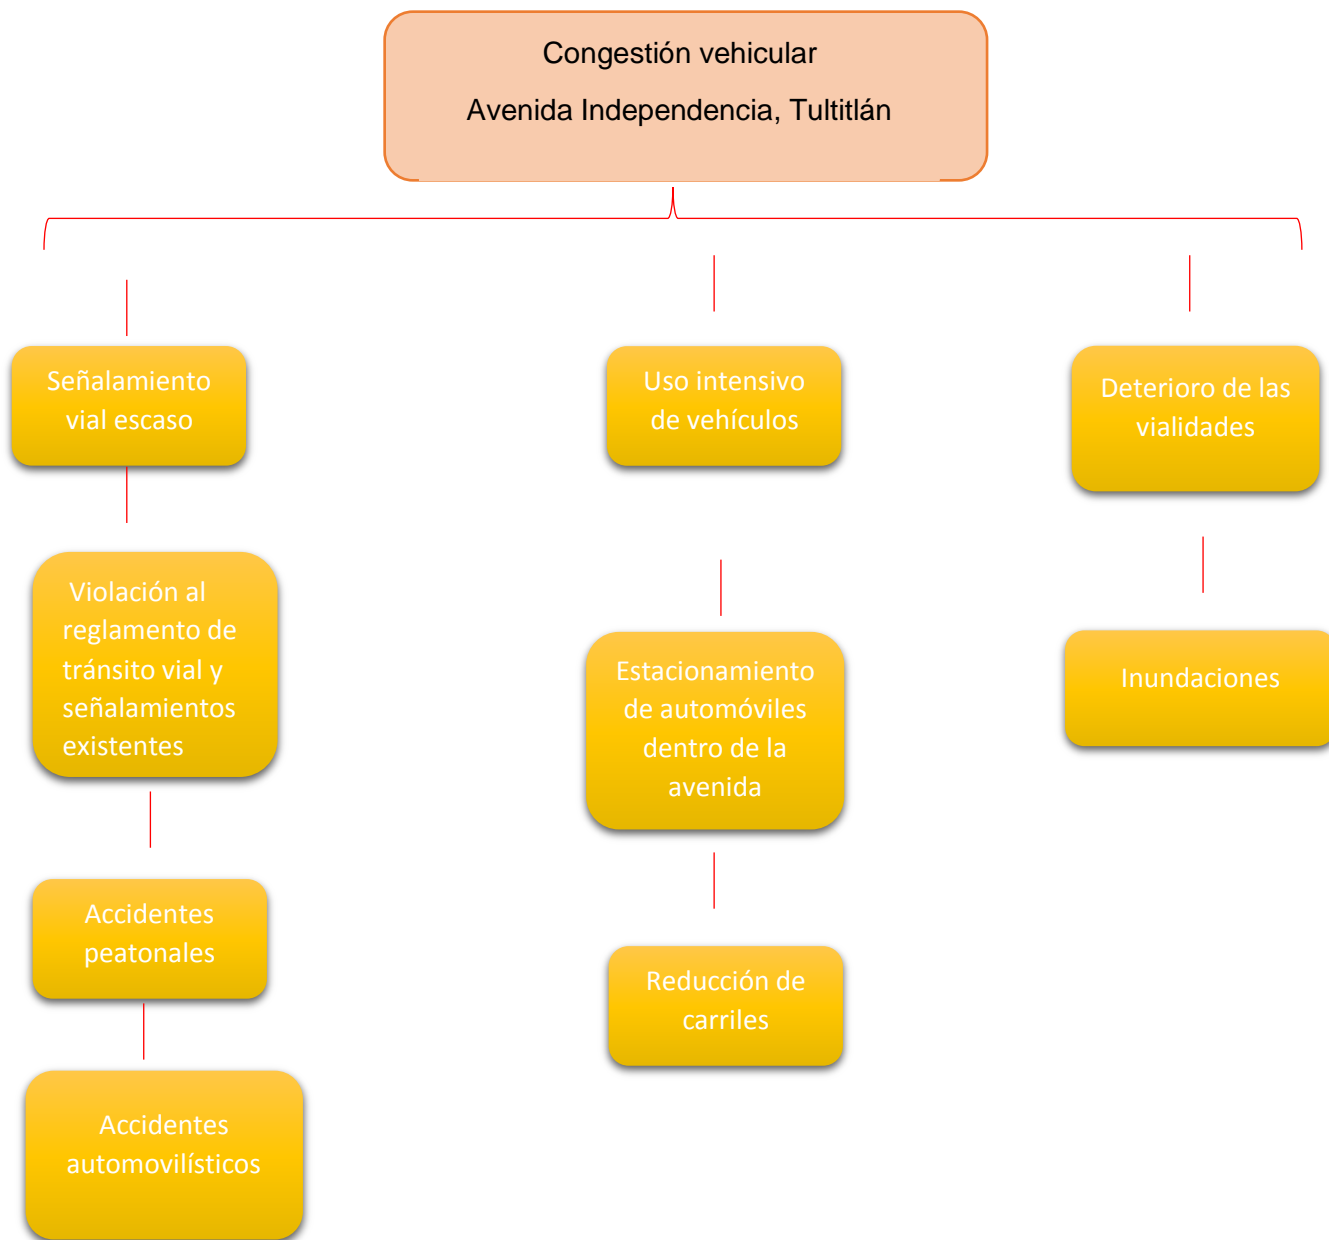 Congestión vehicular
Avenida Independencia, Tultitlán
Señalamiento
vial escaso
Uso intensivo
de vehículos
Deterioro de las
vialidades
Violación al
reglamento de
tránsito vial y
señalamientos
existentes
Estacionamiento
de automóviles
dentro de la
avenida
Inundaciones
Accidentes
peatonales
Reducción de
carriles
Accidentes
automovilísticos